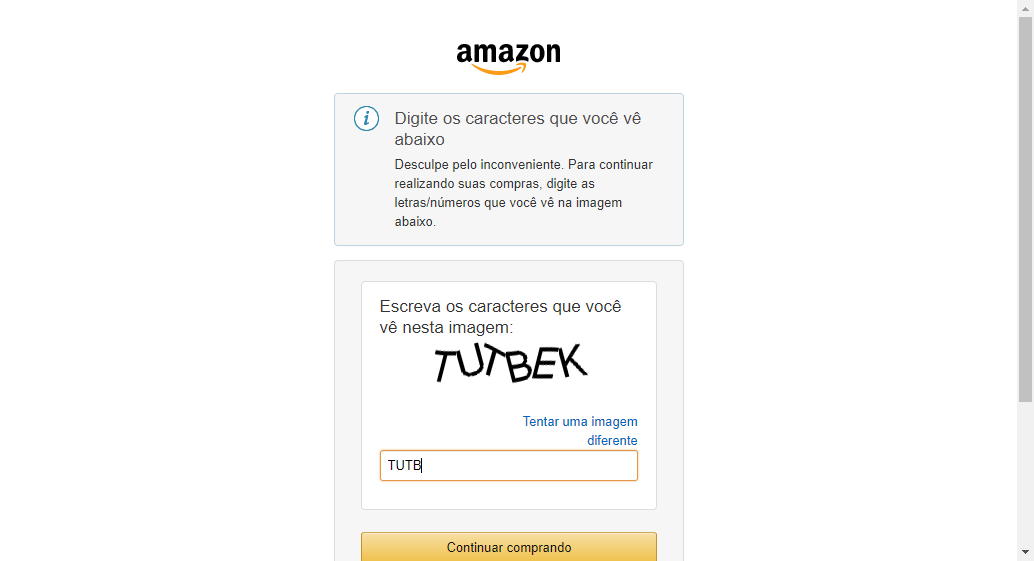 amazon
Digite os caracteres que você vê
abaixo
Desculpe pelo inconveniente. Para continuar
realizando suas compras, digite as
letras/números que você vê na imagem
abaixo.
Escreva os caracteres que você
vê nesta imagem:
TUTBEK
Tentar uma imagem
diferente
TUTB
Continuar comprando